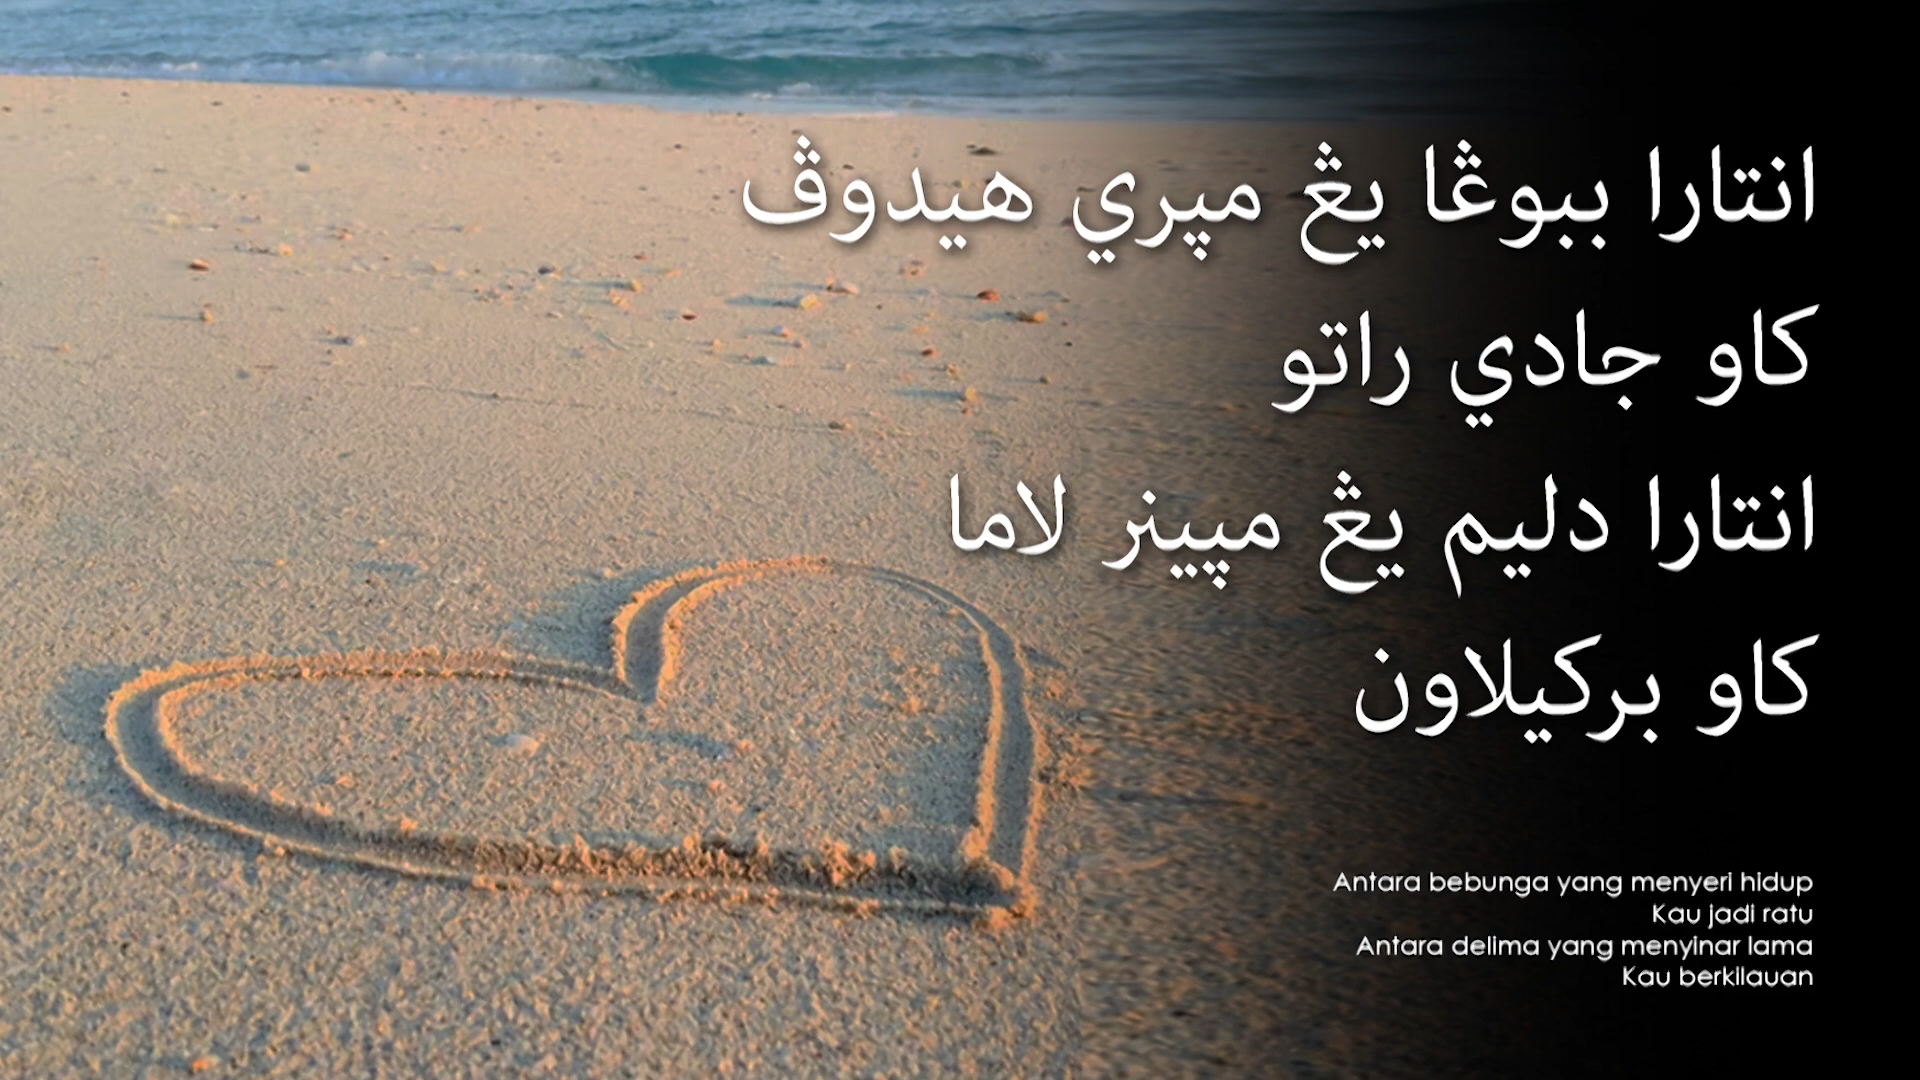 انتارا ببوڠا يڠ مڽري هيدوڤ
كاو جادي راتو
انتارا دليم يڠ مڽينر لاما
كاو بركيلاون
Antara bebunga yang menyeri hidup
Kau jadi ratu
Antara delima yang menyinar lama
Kau berkilauan